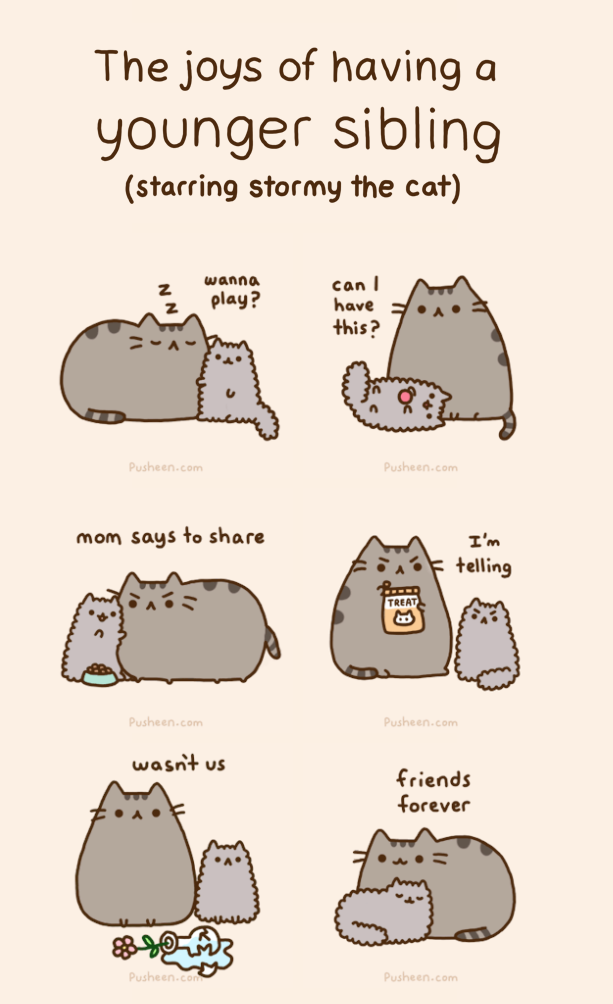 The joys of having a
younger sibling
(starring stormy the cat)
z
z
wanna
play?
Pusheen.com
can I
have
this?
Pusheen.com
mom says to share
Pusheen.com
I'm
telling
TREAT
Pusheen.com
wasn't us
Pusheen.com
friends
forever
Pusheen.com